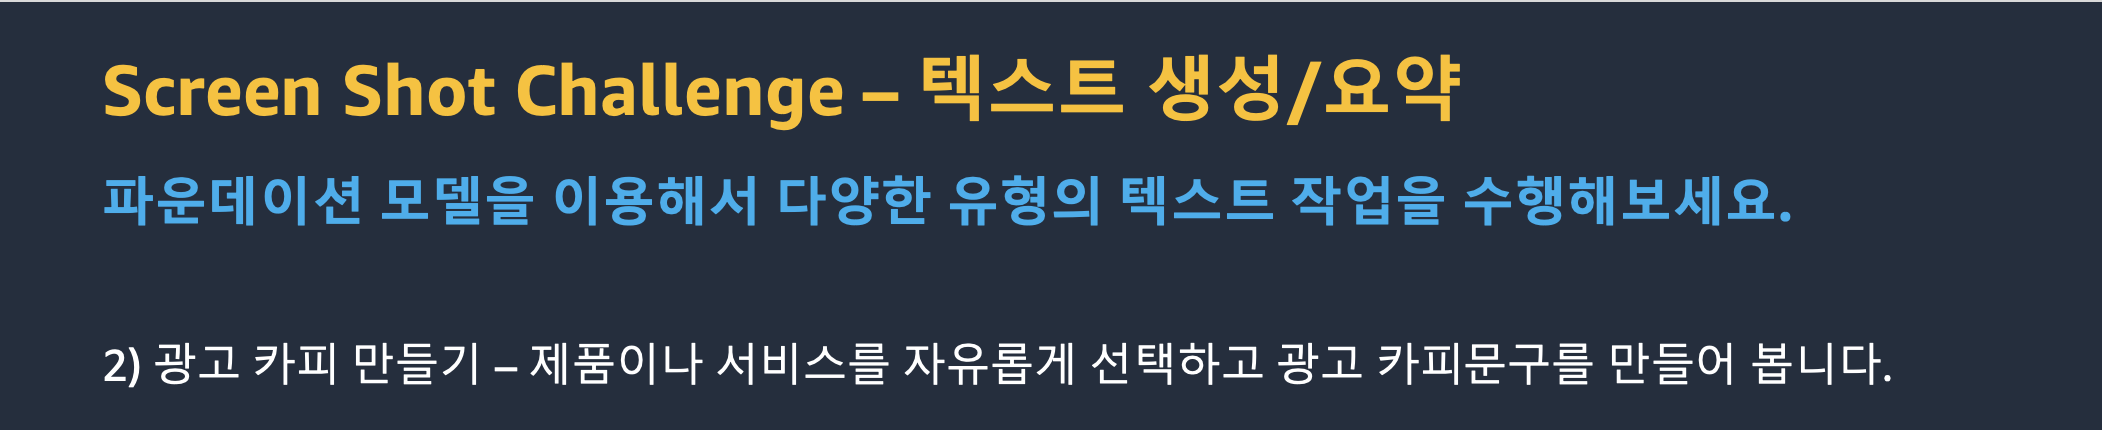 Screen Shot Challenge – 텍스트 생성/요약
파운데이션 모델을 이용해서 다양한 유형의 텍스트 작업을 수행해보세요.
2) 광고 카피 만들기 – 제품이나 서비스를 자유롭게 선택하고 광고 카피문구를 만들어 봅니다.